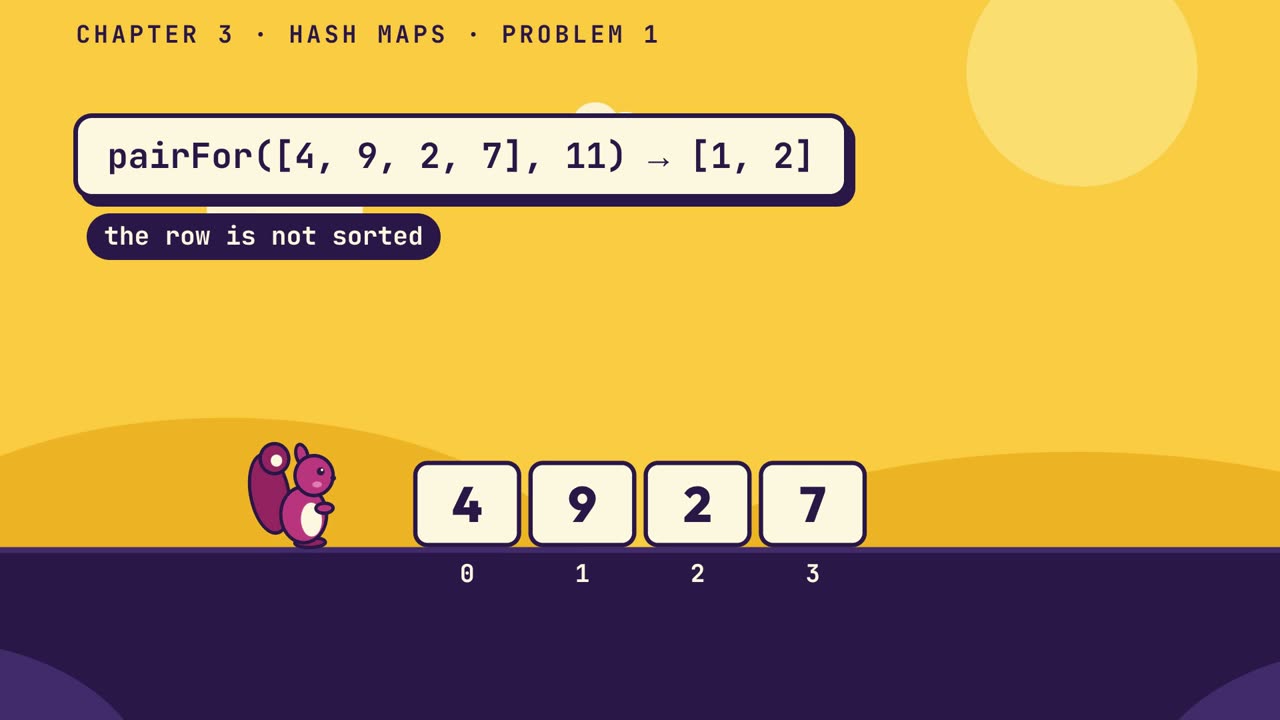 CHAPTER 3 · HASH MAPS · PROBLEM 1
pairFor([4, 9, 2, 7], 11) → [1, 2]
the row is not sorted
4 9 2 7
0 1 2 3